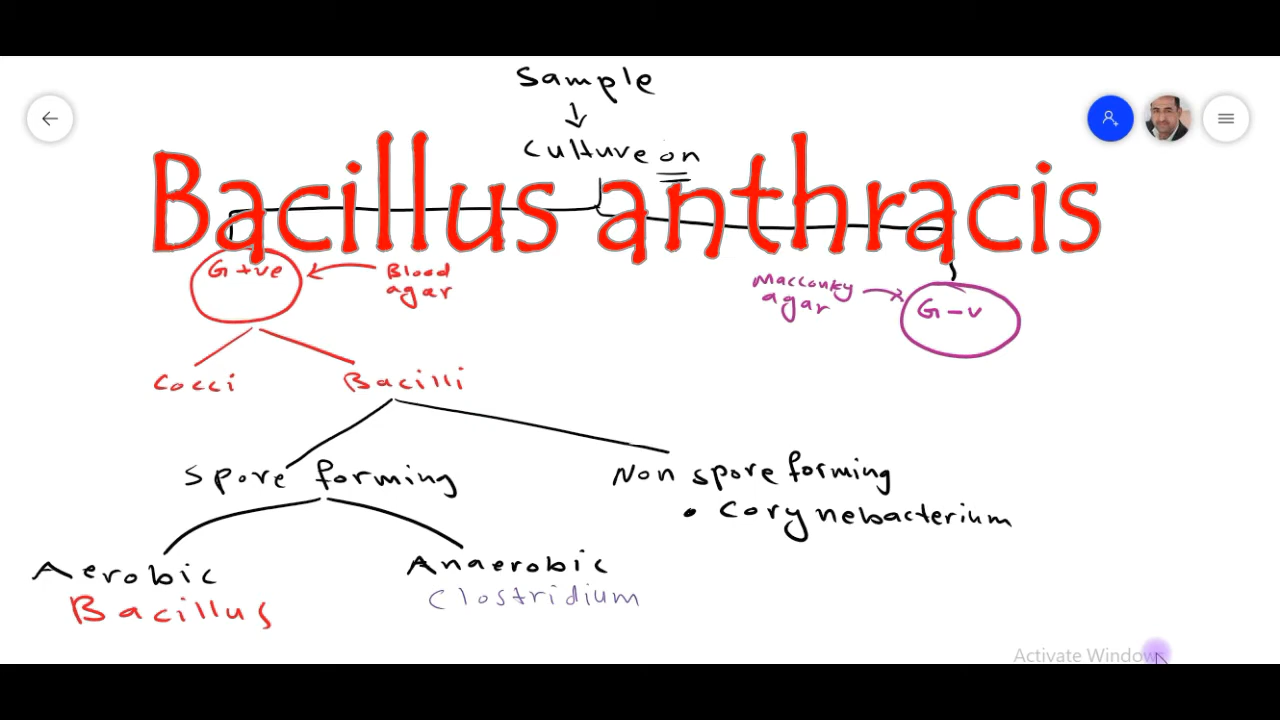 Sample
Culture on
Bacillus anthracis
G +ve
Blood
agar
Macconky
agar
G -v
Cocci
Bacilli
Spore forming
Non spore forming
• Corynebacterium
Aerobic
Anaerobic
Bacillus
Clostridium
Activate Windows